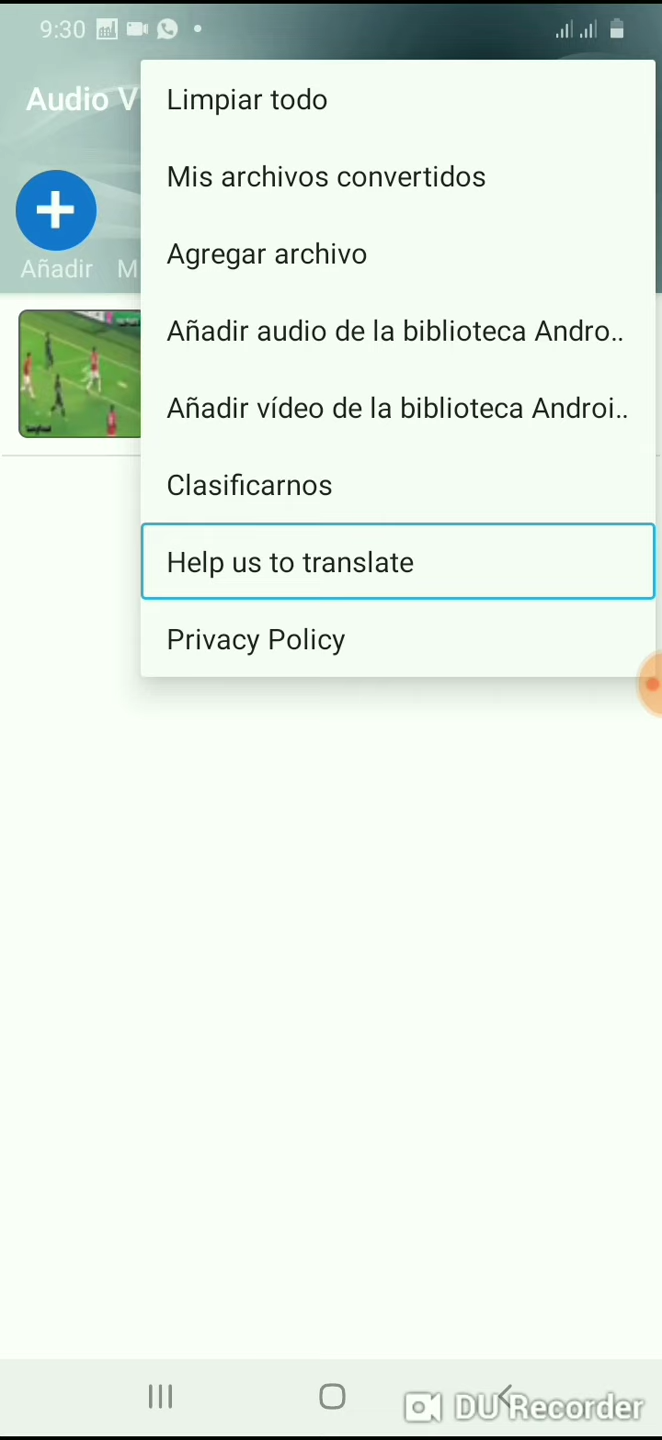 9:30
Audio V
Limpiar todo
Mis archivos convertidos
Agregar archivo
Añadir M
Añadir audio de la biblioteca Andro..
Añadir vídeo de la biblioteca Androi..
Clasificarnos
Help us to translate
Privacy Policy
DU Recorder